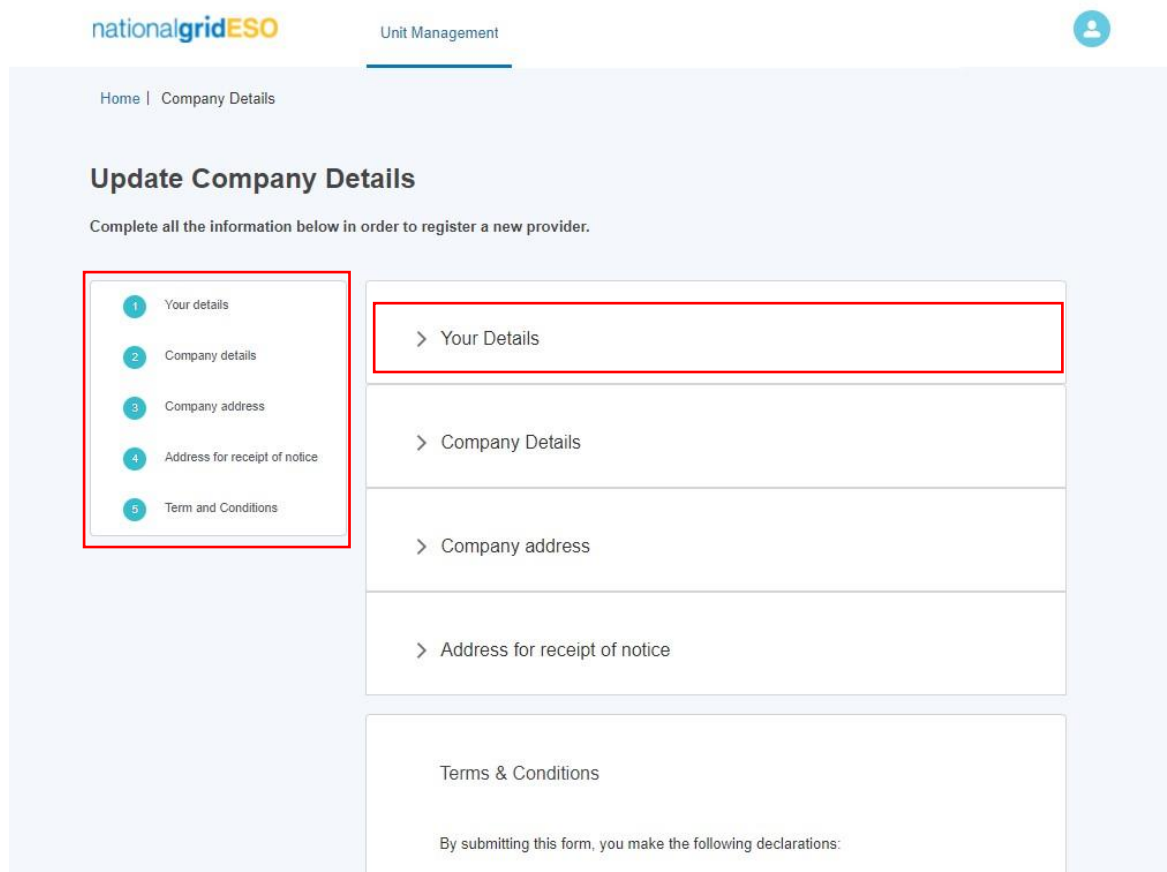 nationalgridESO
Unit Management
Home | Company Details
Update Company Details
Complete all the information below in order to register a new provider.
1 Your details
2 Company details
3 Company address
4 Address for receipt of notice
5 Term and Conditions
Your Details
Company Details
Company address
Address for receipt of notice
Terms & Conditions
By submitting this form, you make the following declarations: